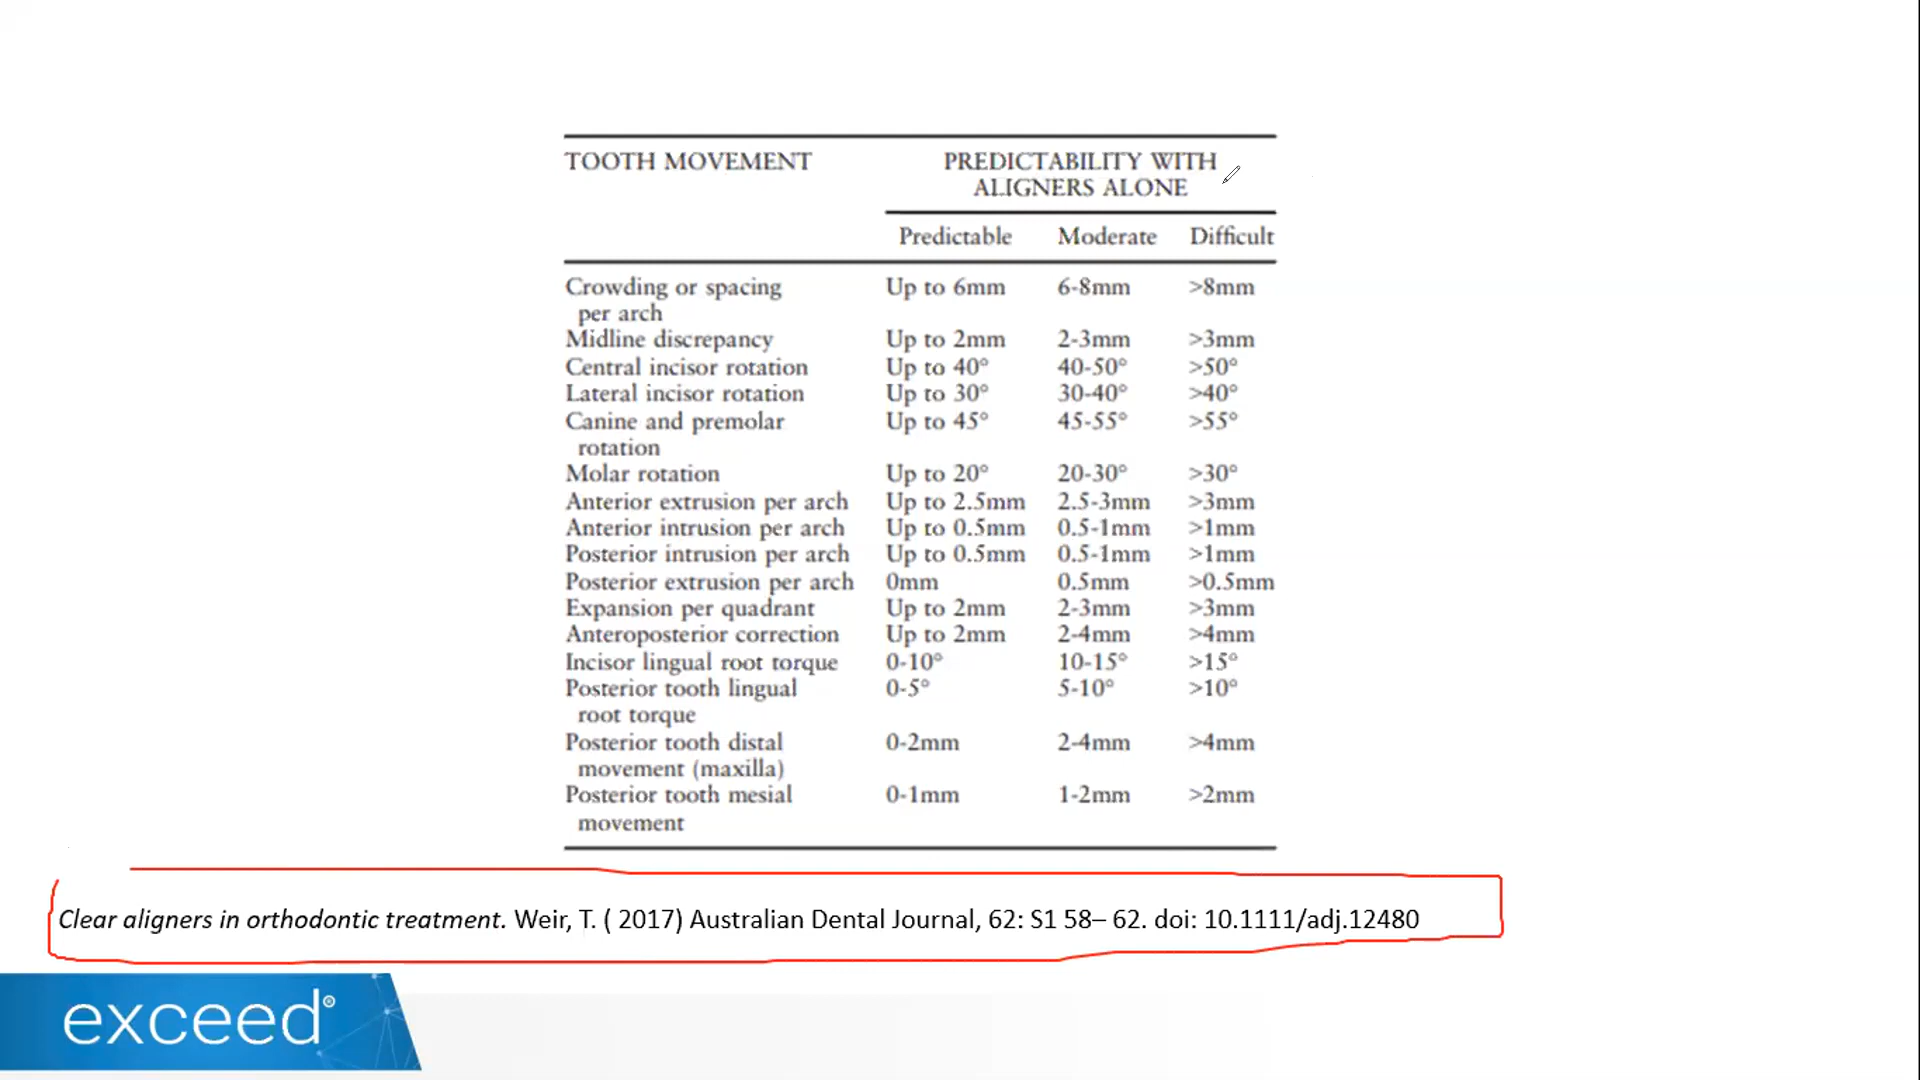 TOOTH MOVEMENT PREDICTABILITY WITH
ALIGNERS ALONE
Predictable Moderate Difficult
Crowding or spacing Up to 6mm 6-8mm >8mm
per arch
Midline discrepancy Up to 2mm 2-3mm >3mm
Central incisor rotation Up to 40° 40-50° >50°
Lateral incisor rotation Up to 30° 30-40° >40°
Canine and premolar Up to 45° 45-55° >55°
rotation
Molar rotation Up to 20° 20-30° >30°
Anterior extrusion per arch Up to 2.5mm 2.5-3mm >3mm
Anterior intrusion per arch Up to 0.5mm 0.5-1mm >1mm
Posterior intrusion per arch Up to 0.5mm 0.5-1mm >1mm
Posterior extrusion per arch 0mm 0.5mm >0.5mm
Expansion per quadrant Up to 2mm 2-3mm >3mm
Anteroposterior correction Up to 2mm 2-4mm >4mm
Incisor lingual root torque 0-10° 10-15° >15°
Posterior tooth lingual 0-5° 5-10° >10°
root torque
Posterior tooth distal 0-2mm 2-4mm >4mm
movement (maxilla)
Posterior tooth mesial 0-1mm 1-2mm >2mm
movement
Clear aligners in orthodontic treatment. Weir, T. ( 2017) Australian Dental Journal, 62: S1 58– 62. doi: 10.1111/adj.12480
exceed®